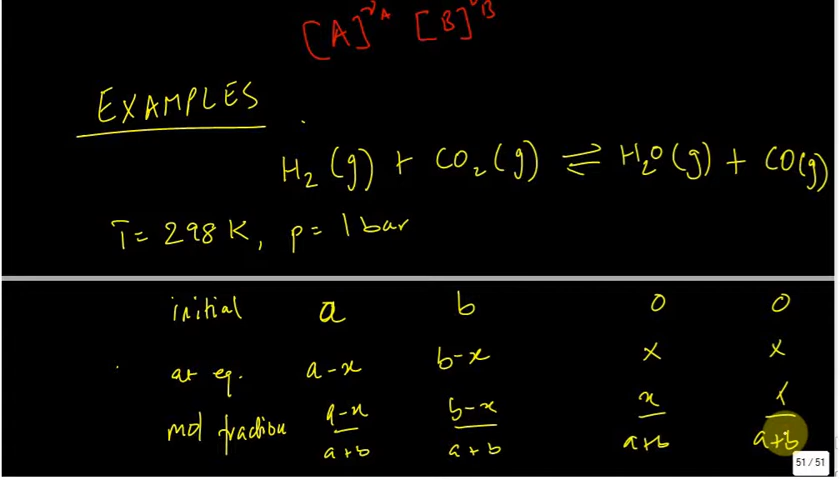 [A]^νA [B]^νB
EXAMPLES
H₂(g) + CO₂(g) ⇌ H₂O(g) + CO(g)
T = 298 K, p = 1 bar
initial a b 0 0
at eq. a-x b-x x x
mol fraction a-x/a+b b-x/a+b x/a+b x/a+b
51 / 51